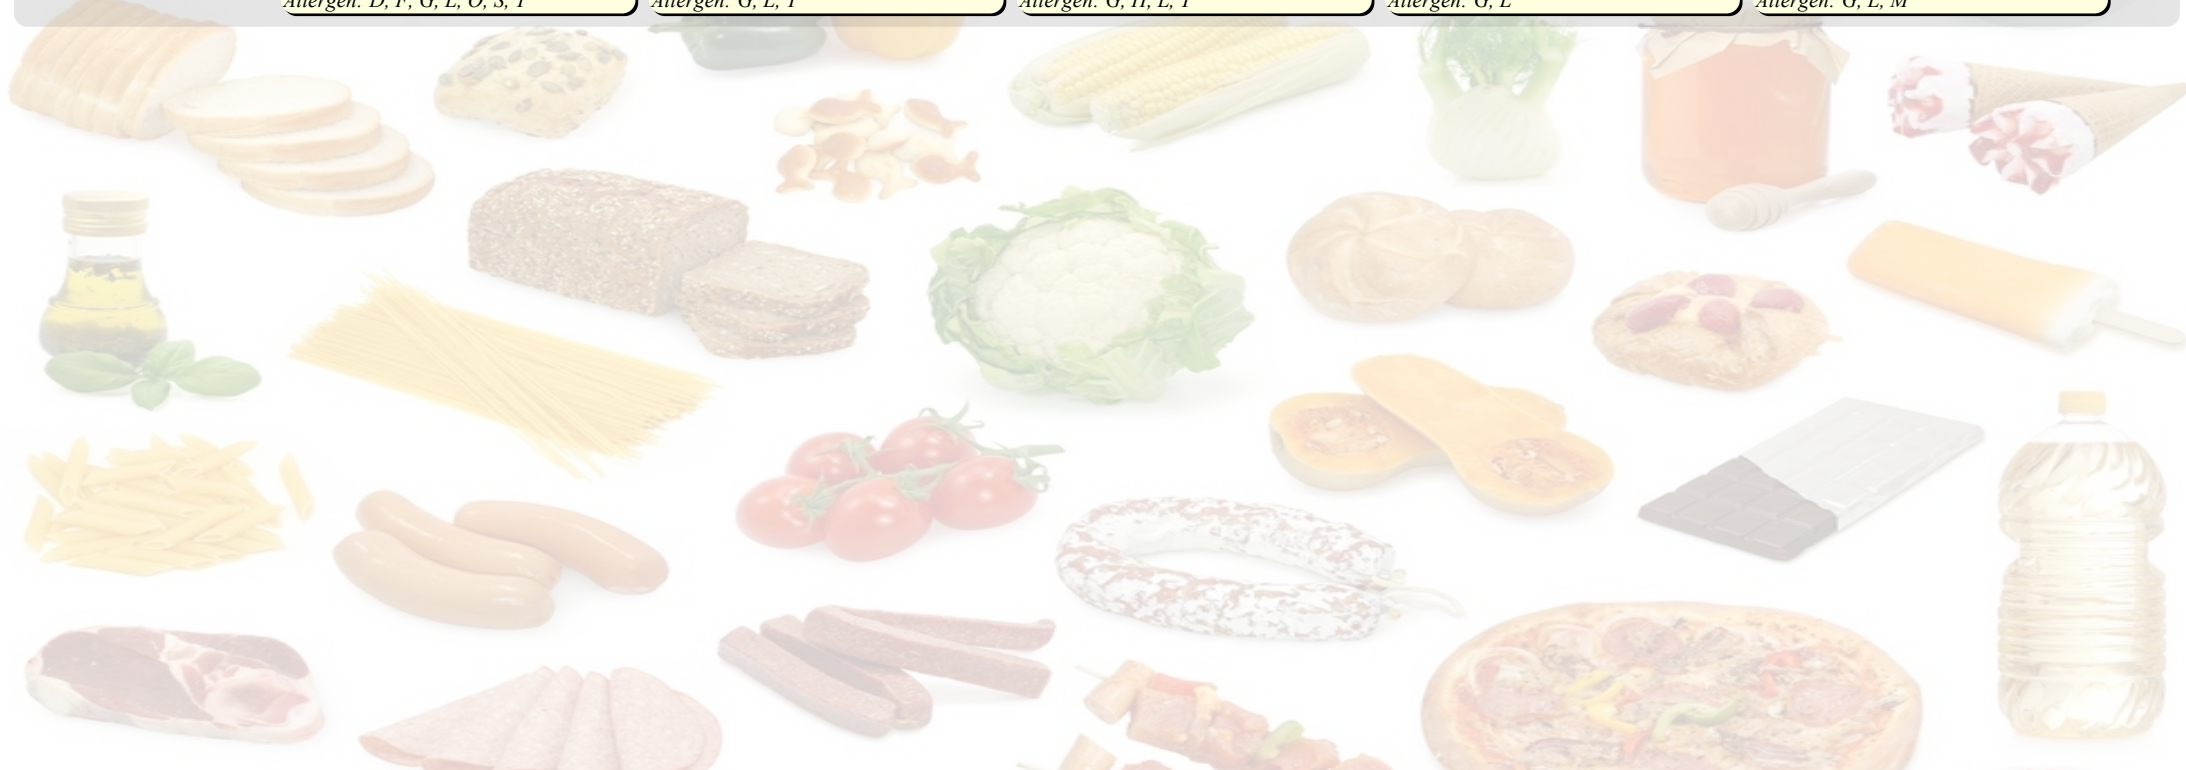 Allergen: D, F, G, L, O, S, T
Allergen: G, L, T
Allergen: G, H, L, T
Allergen: G, L
Allergen: G, L, M